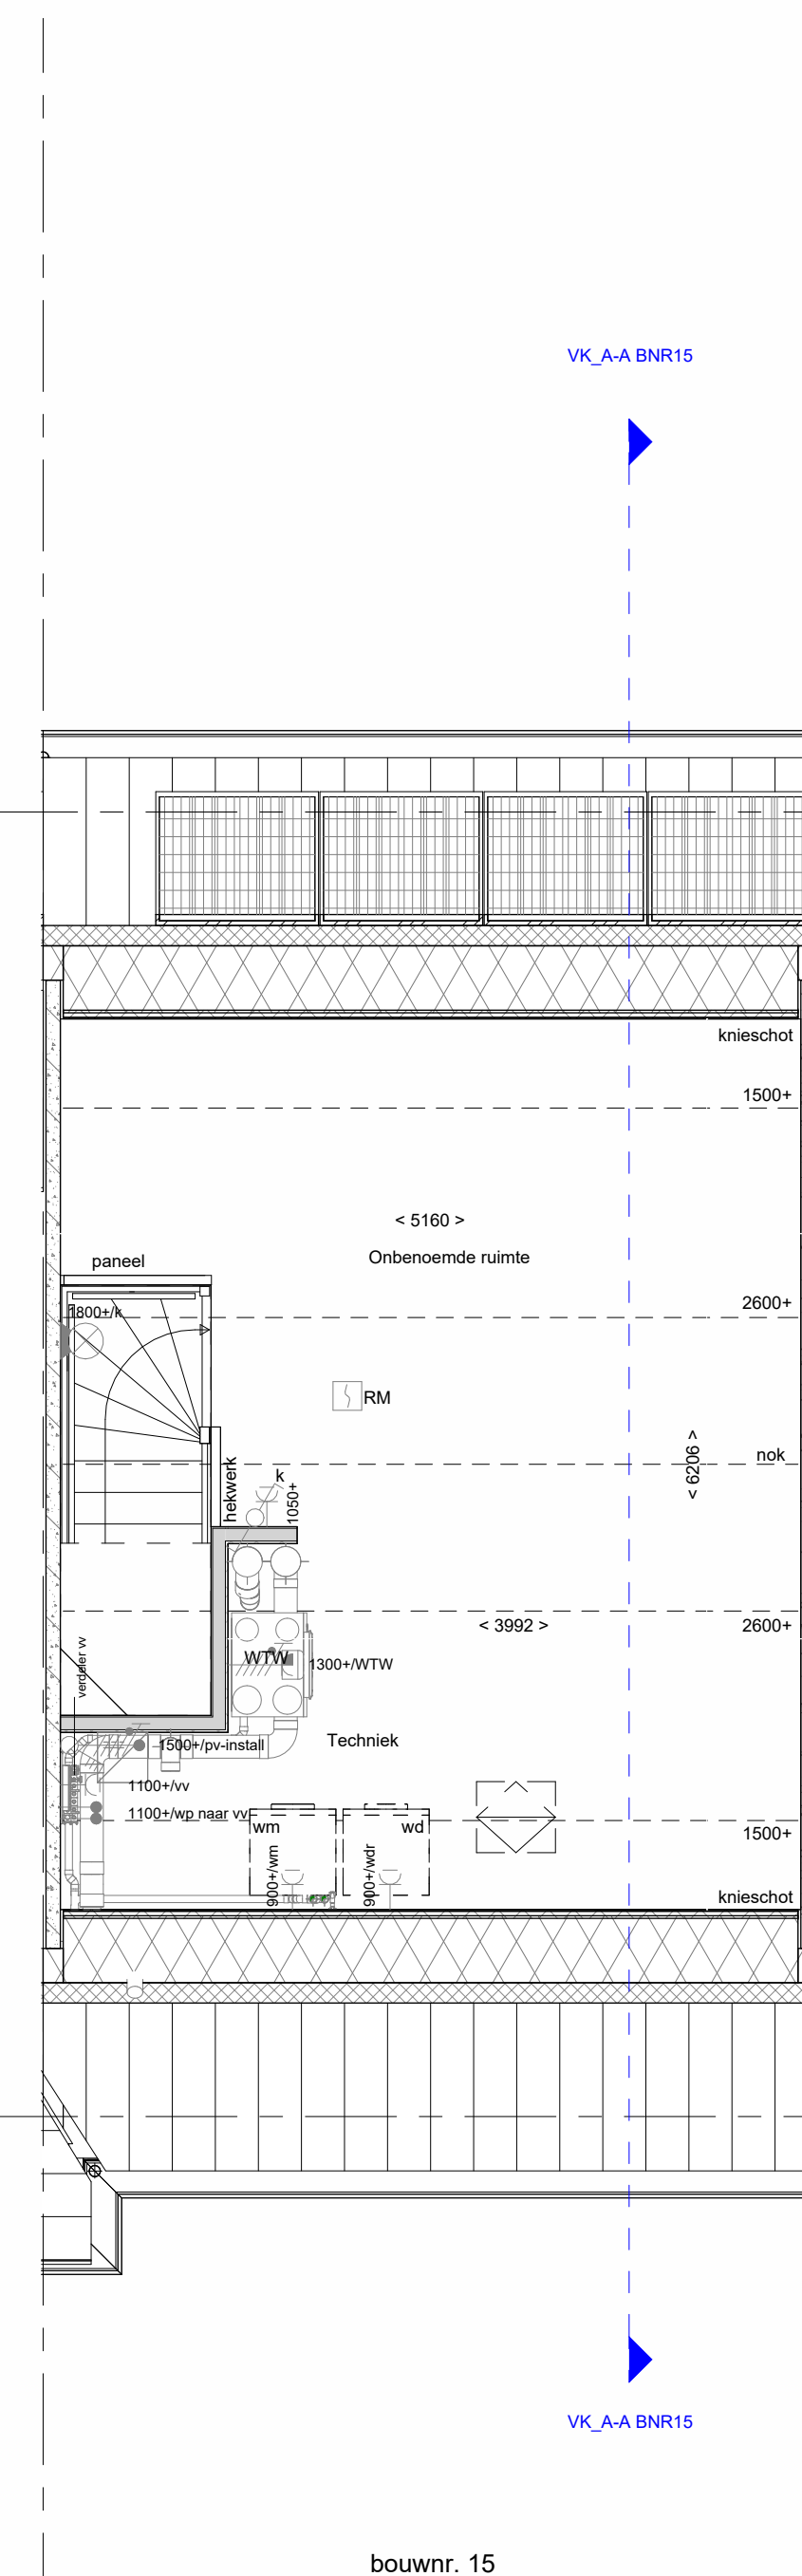 VK_A-A BNR15
knieschot
1500+
< 5160 >
Onbenoemde ruimte
paneel
2600+
1800+/k
RM
nok
< 6206 >
hekwerk
k
1050+
< 3992 >
2600+
verdeler vv
WTW
1300+/WTW
Techniek
1500+/pv-install
1100+/vv
1100+/wp naar vv
wm
wd
1500+
900+/wm
900+/wdr
knieschot
VK_A-A BNR15
bouwnr. 15